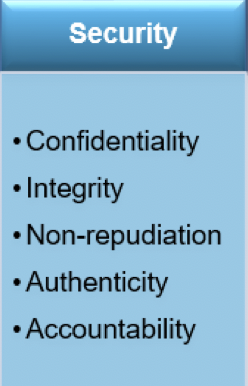 Security
• Confidentiality
• Integrity
• Non-repudiation
• Authenticity
• Accountability